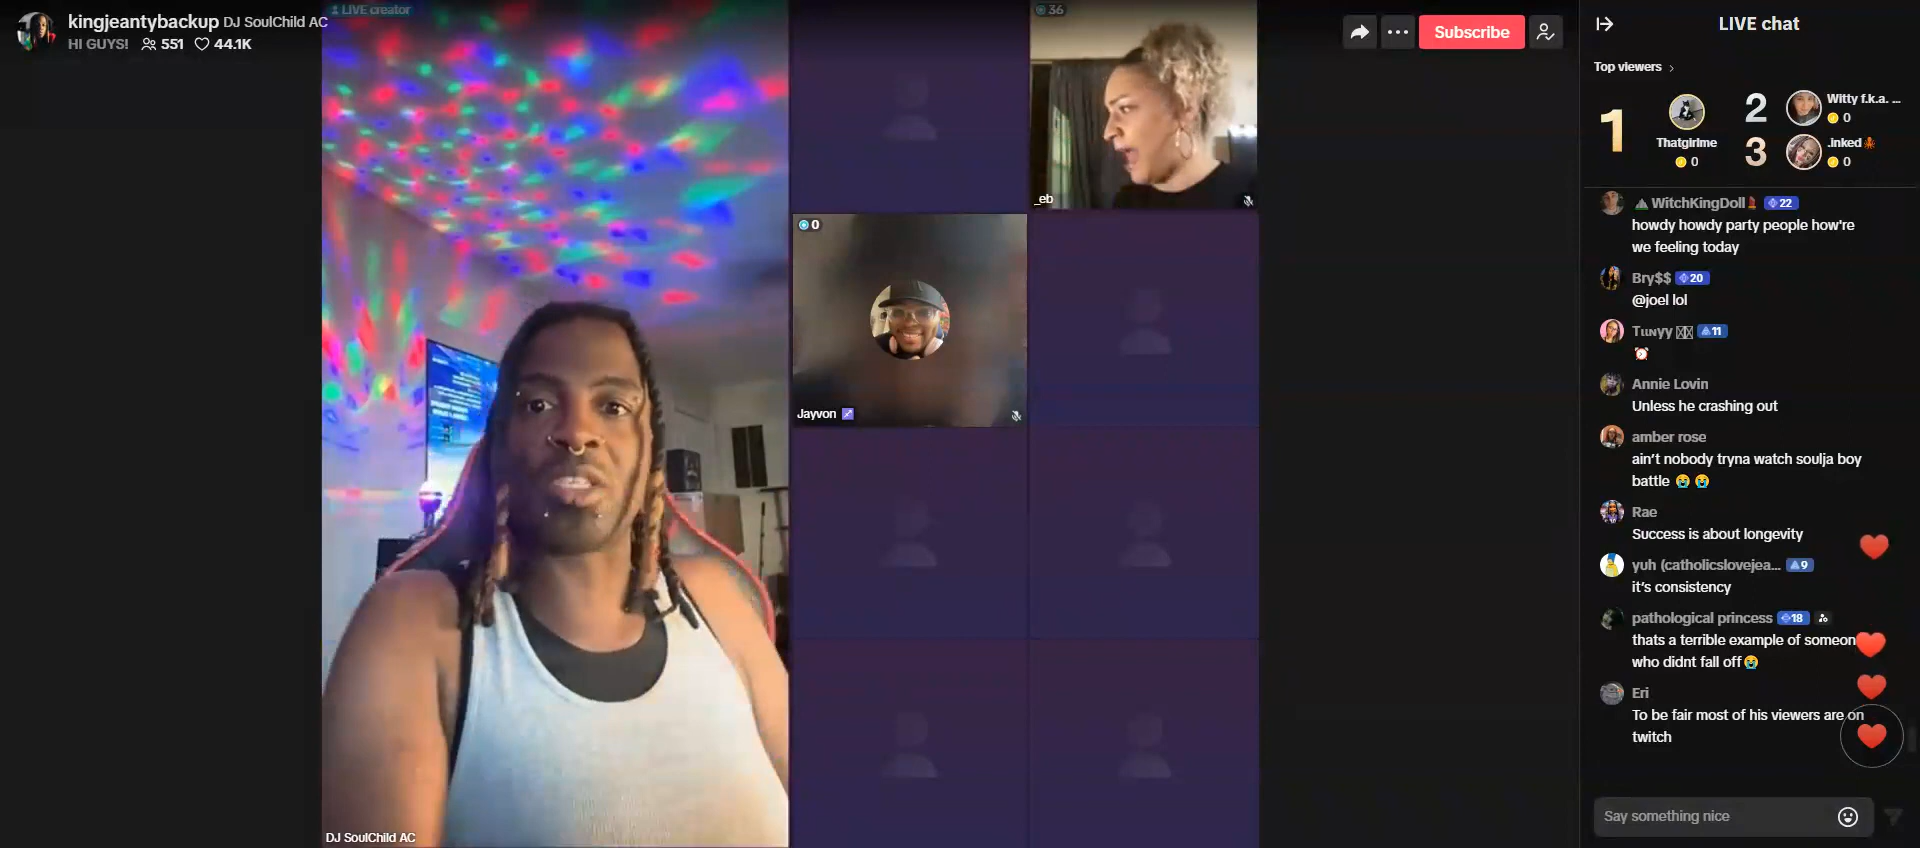 kingjeantybackup DJ SoulChild AC
HI GUYS! 551 44.1K
LIVE creator
36
_eb
0
Jayvon
DJ SoulChild AC
Subscribe
LIVE chat
Top viewers
1
Thatgirlme
0
2
Witty f.k.a. ...
0
3
.inked
0
WitchKingDoll 22
howdy howdy party people how're
we feeling today
Bry$$ 20
@joel lol
Tɩɩɴyy 11
⏰
Annie Lovin
Unless he crashing out
amber rose
ain't nobody tryna watch soulja boy
battle 😭 😭
Rae
Success is about longevity
yuh (catholicslovejea... 9
it's consistency
pathological princess 18
thats a terrible example of someon
who didnt fall off😭
Eri
To be fair most of his viewers are on
twitch
Say something nice